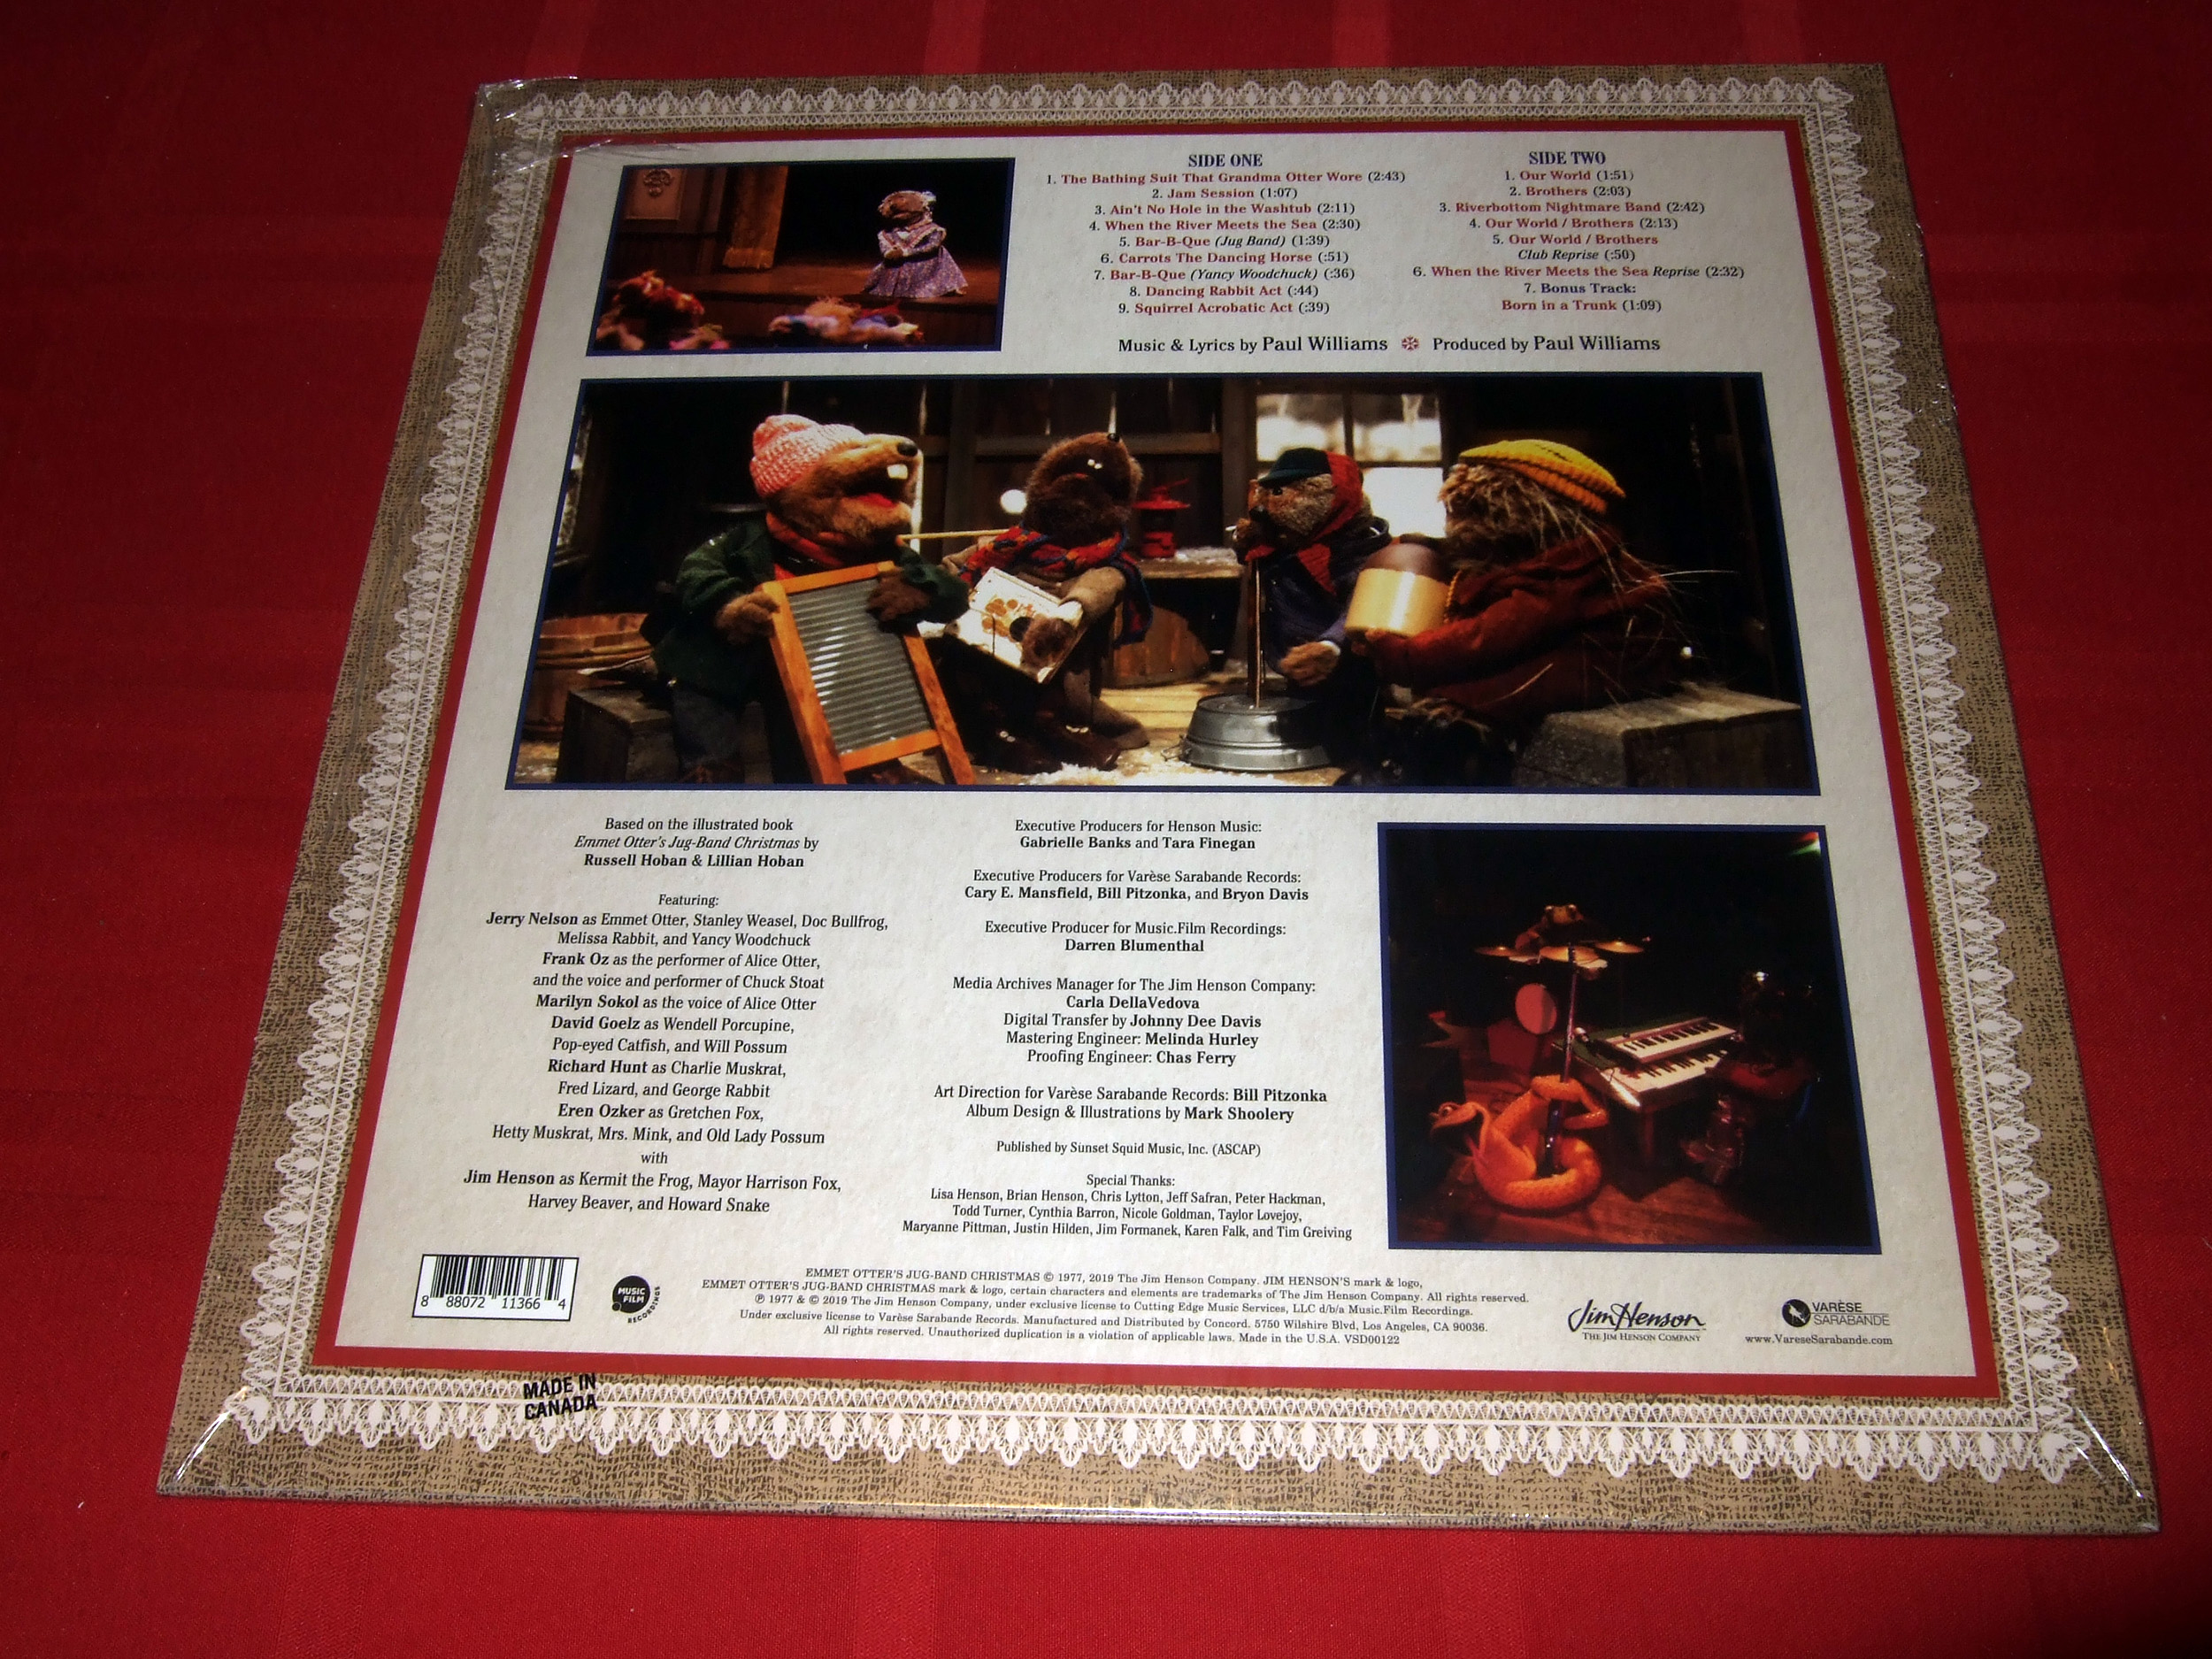 SIDE ONE
1. The Bathing Suit That Grandma Otter Wore (2:43)
2. Jam Session (1:07)
3. Ain't No Hole in the Washtub (2:11)
4. When the River Meets the Sea (2:30)
5. Bar-B-Que (Jug Band) (1:39)
6. Carrots The Dancing Horse (:51)
7. Bar-B-Que (Yancy Woodchuck) (:36)
8. Dancing Rabbit Act (:44)
9. Squirrel Acrobatic Act (:39)
SIDE TWO
1. Our World (1:51)
2. Brothers (2:03)
3. Riverbottom Nightmare Band (2:42)
4. Our World / Brothers (2:13)
5. Our World / Brothers
Club Reprise (:50)
6. When the River Meets the Sea Reprise (2:32)
7. Bonus Track:
Born in a Trunk (1:09)
Music & Lyrics by Paul Williams Produced by Paul Williams
Based on the illustrated book
Emmet Otter's Jug-Band Christmas by
Russell Hoban & Lillian Hoban
Featuring:
Jerry Nelson as Emmet Otter, Stanley Weasel, Doc Bullfrog,
Melissa Rabbit, and Yancy Woodchuck
Frank Oz as the performer of Alice Otter,
and the voice and performer of Chuck Stoat
Marilyn Sokol as the voice of Alice Otter
David Goelz as Wendell Porcupine,
Pop-eyed Catfish, and Will Possum
Richard Hunt as Charlie Muskrat,
Fred Lizard, and George Rabbit
Eren Ozker as Gretchen Fox,
Hetty Muskrat, Mrs. Mink, and Old Lady Possum
with
Jim Henson as Kermit the Frog, Mayor Harrison Fox,
Harvey Beaver, and Howard Snake
Executive Producers for Henson Music:
Gabrielle Banks and Tara Finegan
Executive Producers for Varèse Sarabande Records:
Cary E. Mansfield, Bill Pitzonka, and Bryon Davis
Executive Producer for Music.Film Recordings:
Darren Blumenthal
Media Archives Manager for The Jim Henson Company:
Carla DellaVedova
Digital Transfer by Johnny Dee Davis
Mastering Engineer: Melinda Hurley
Proofing Engineer: Chas Ferry
Art Direction for Varèse Sarabande Records: Bill Pitzonka
Album Design & Illustrations by Mark Shoolery
Published by Sunset Squid Music, Inc. (ASCAP)
Special Thanks:
Lisa Henson, Brian Henson, Chris Lytton, Jeff Safran, Peter Hackman,
Todd Turner, Cynthia Barron, Nicole Goldman, Taylor Lovejoy,
Maryanne Pittman, Justin Hilden, Jim Formanek, Karen Falk, and Tim Greiving
8 88072 11366 4
MUSIC
FILM
RECORDINGS
EMMET OTTER'S JUG-BAND CHRISTMAS © 1977, 2019 The Jim Henson Company. JIM HENSON'S mark & logo,
EMMET OTTER'S JUG-BAND CHRISTMAS mark & logo, certain characters and elements are trademarks of The Jim Henson Company. All rights reserved.
℗ 1977 & © 2019 The Jim Henson Company, under exclusive license to Cutting Edge Music Services, LLC d/b/a Music.Film Recordings.
Under exclusive license to Varèse Sarabande Records. Manufactured and Distributed by Concord. 5750 Wilshire Blvd, Los Angeles, CA 90036.
All rights reserved. Unauthorized duplication is a violation of applicable laws. Made in the U.S.A. VSD00122
Jim Henson
THE JIM HENSON COMPANY
VARÈSE
SARABANDE
www.VareseSarabande.com
MADE IN
CANADA